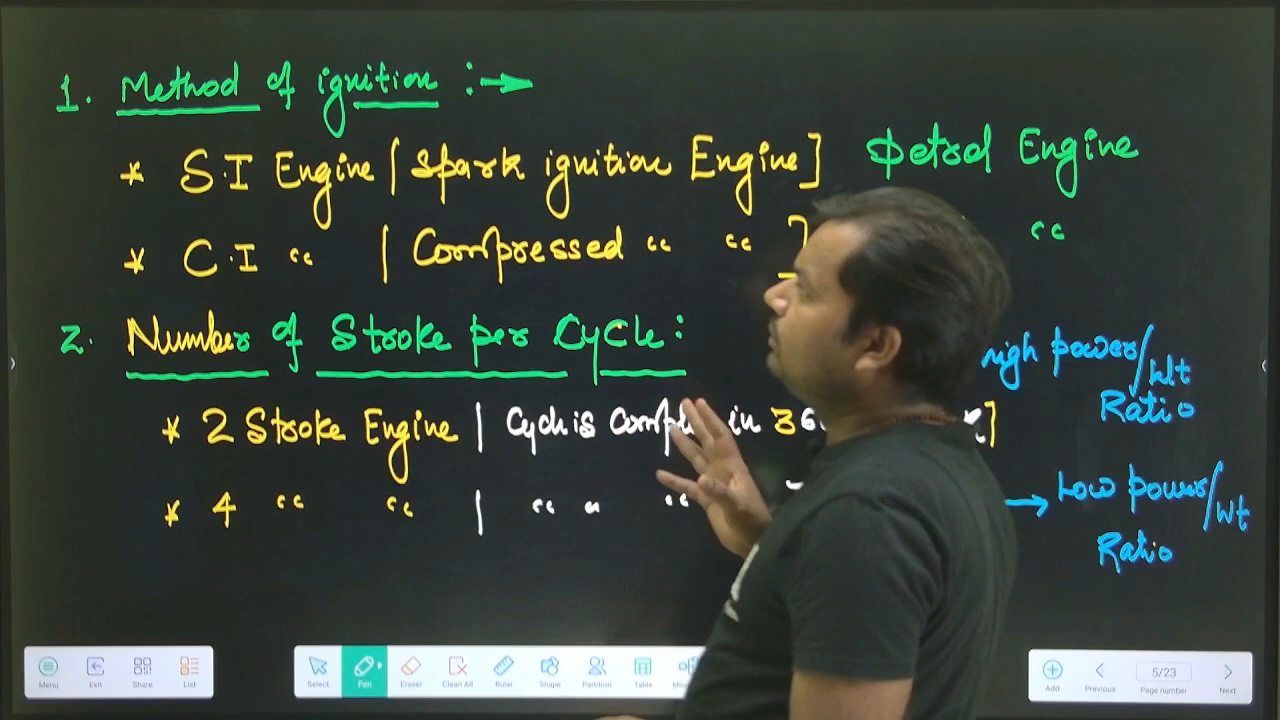 1. Method of ignition :→
* S.I Engine [Spark ignition Engine] petrol Engine
* C.I " [Compressed " " ] "
2. Number of Stroke per Cycle:
* 2 Stroke Engine | in 36 ]
high power/wt
Ratio
* 4 " " | " " "
→ Low power/wt
Ratio
Menu Exit Share List Select Pen Eraser Clean All Ruler Shape Partition Table Add Previous 5/23 Page number Next